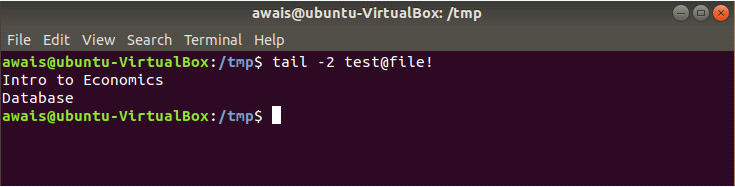 awais@ubuntu-VirtualBox: /tmp
File Edit View Search Terminal Help
awais@ubuntu-VirtualBox:/tmp$ tail -2 test@file!
Intro to Economics
Database
awais@ubuntu-VirtualBox:/tmp$